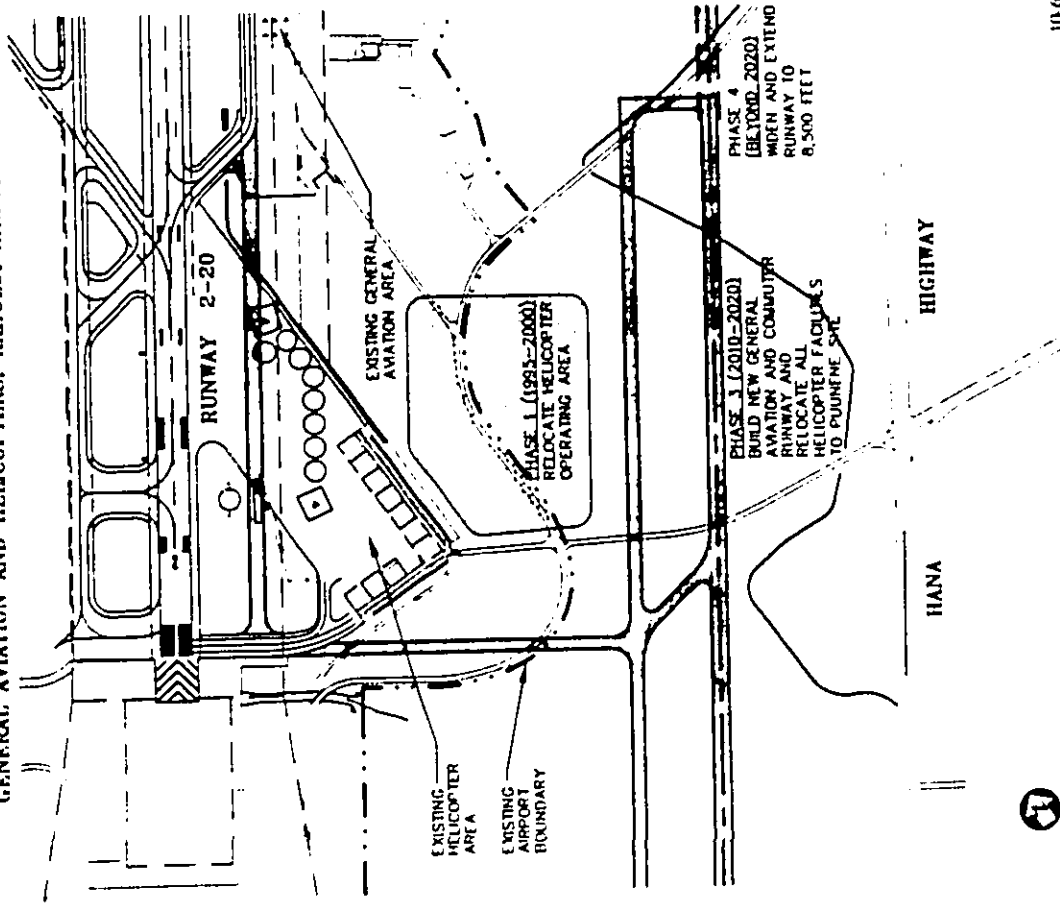 GENERAL AVIATION AND HELICOPTER
RUNWAY 2-20
EXISTING GENERAL
AVIATION AREA
PHASE 1 (1995-2000)
RELOCATE HELICOPTER
OPERATING AREA
PHASE 4
(BEYOND 2020)
WIDEN AND EXTEND
RUNWAY TO
8,500 FEET
PHASE 3 (2010-2020)
BUILD NEW GENERAL
AVIATION AND COMMUTER
RUNWAY AND
RELOCATE ALL
HELICOPTER FACILITIES
TO PUUNENE SITE
EXISTING
HELICOPTER
AREA
EXISTING
AIRPORT
BOUNDARY
HANA
HIGHWAY